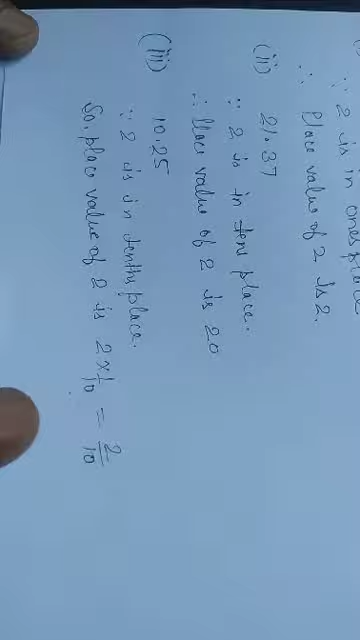 ∵ 2 is in ones place
∴ Place value of 2 is 2.
(ii) 21.37
∵ 2 is in tens place.
∴ Place value of 2 is 20
(iii) 10.25
∵ 2 is in tenths place.
So, place value of 2 is 2 × 1/10 = 2/10